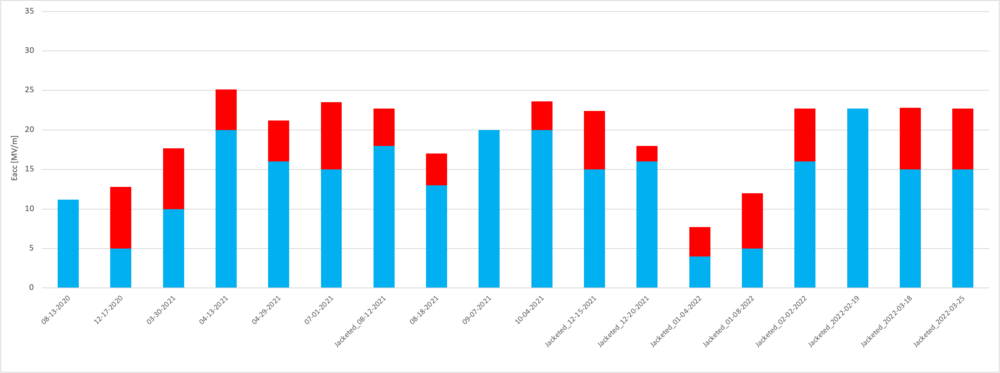 35
30
25
20
15
10
5
0
Eacc [MV/m]
08-13-2020
12-17-2020
03-30-2021
04-13-2021
04-29-2021
07-01-2021
Jacketed_08-12-2021
08-18-2021
09-07-2021
10-04-2021
Jacketed_12-15-2021
Jacketed_12-20-2021
Jacketed_01-04-2022
Jacketed_01-08-2022
Jacketed_02-02-2022
Jacketed_2022-02-19
Jacketed_2022-03-18
Jacketed_2022-03-25